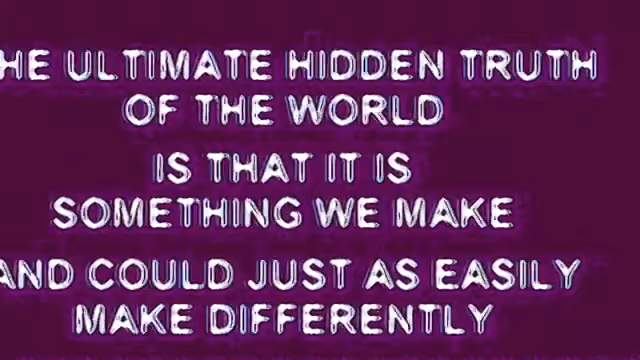 HE ULTIMATE HIDDEN TRUTH
OF THE WORLD
IS THAT IT IS
SOMETHING WE MAKE
AND COULD JUST AS EASILY
MAKE DIFFERENTLY